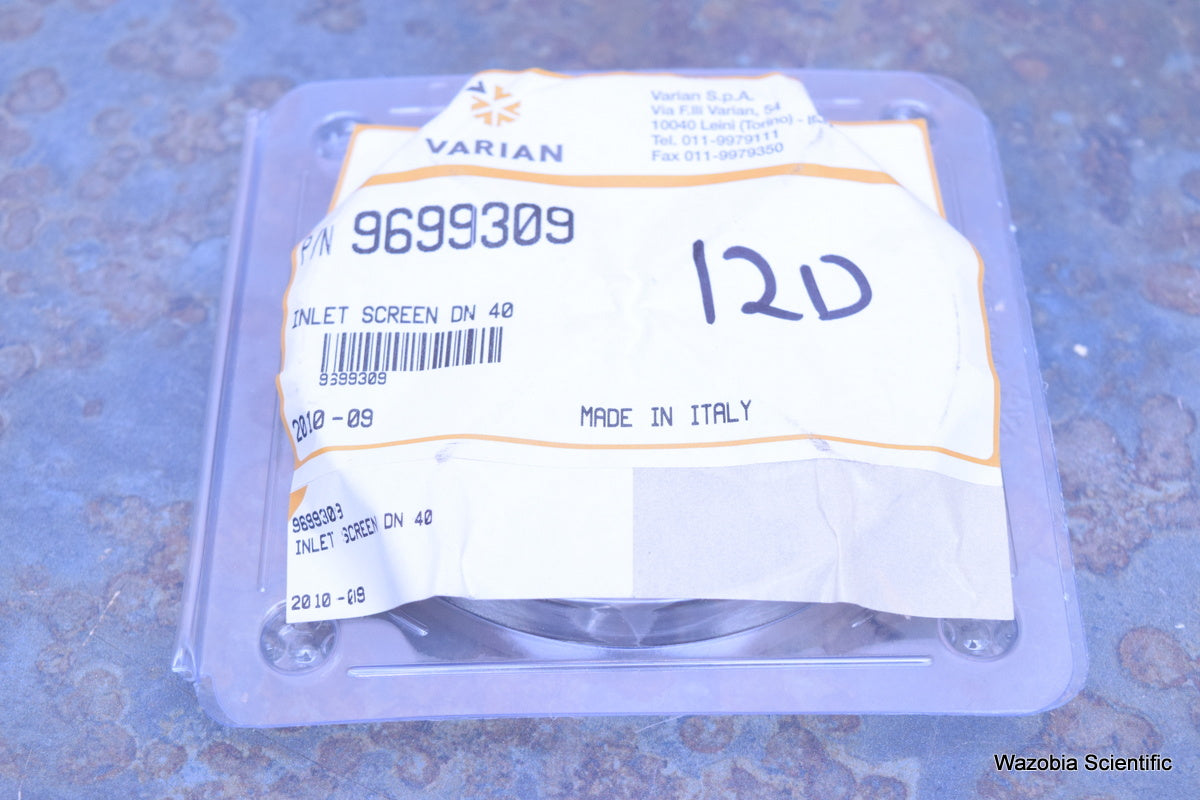 VARIAN
Varian S.p.A.
Via F.lli Varian, 54
10040 Leini (Torino) -
Tel. 011-9979111
Fax 011-9979350
P/N 9699309
12D
INLET SCREEN DN 40
9699309
2010-09
MADE IN ITALY
9699309
INLET SCREEN DN 40
2010-09
Wazobia Scientific